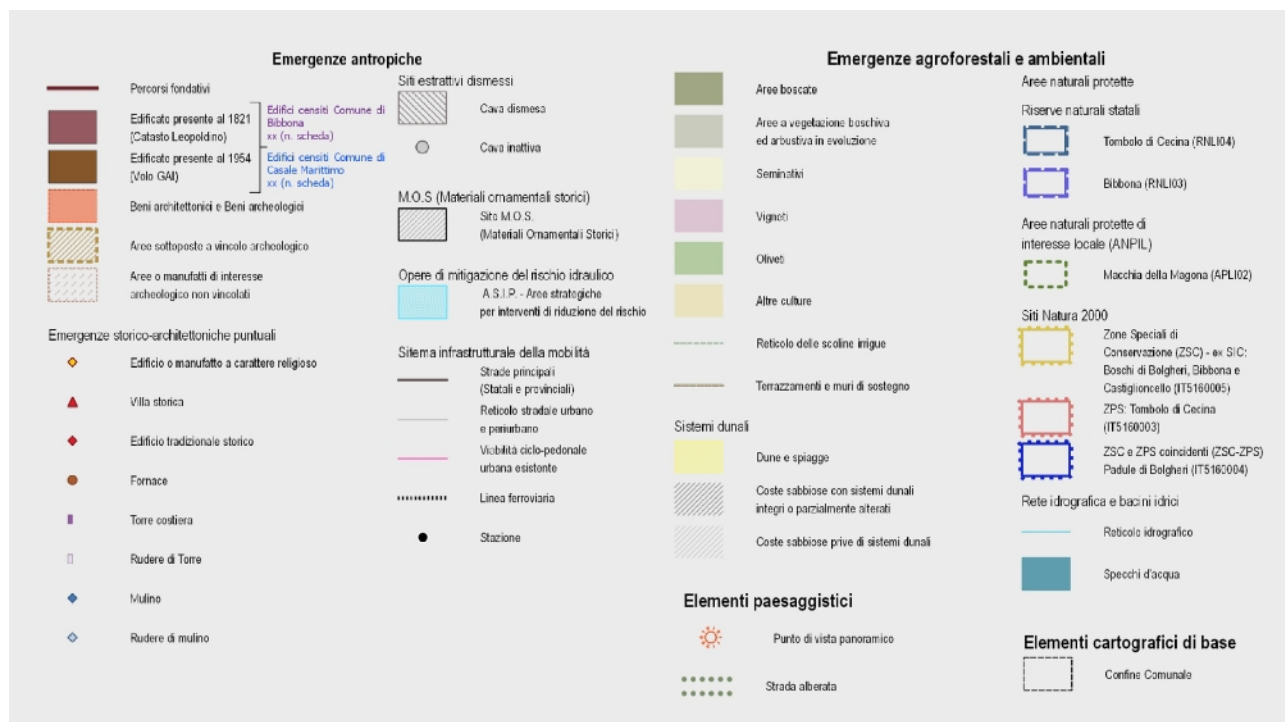 Emergenze antropiche
Percorsi fondativi
Edificato presente al 1821
(Catasto Leopoldino)
Edificato presente al 1954
(Volo GAI)
Edifici censiti Comune di
Bibbona
xx (n. scheda)
Edifici censiti Comune di
Casale Marittimo
xx (n. scheda)
Beni architettonici e Beni archeologici
Aree sottoposte a vincolo archeologico
Aree o manufatti di interesse
archeologico non vincolati
Emergenze storico-architettoniche puntuali
Edificio o manufatto a carattere religioso
Villa storica
Edificio tradizionale storico
Fornace
Torre costiera
Rudere di Torre
Mulino
Rudere di mulino
Siti estrattivi dismessi
Cava dismesa
Cava inattiva
M.O.S (Materiali ornamentali storici)
Sito M.O.S.
(Materiali Ornamentali Storici)
Opere di mitigazione del rischio idraulico
A.S.I.P. - Aree strategiche
per interventi di riduzione del rischio
Sitema infrastrutturale della mobilità
Strade principali
(Statali e provinciali)
Reticolo stradale urbano
e periurbano
Viabilità ciclo-pedonale
urbana esistente
Linea ferroviaria
Stazione
Emergenze agroforestali e ambientali
Aree boscate
Aree a vegetazione boschiva
ed arbustiva in evoluzione
Seminativi
Vigneti
Oliveti
Altre culture
Reticolo delle scoline irrigue
Terrazzamenti e muri di sostegno
Sistemi dunali
Dune e spiagge
Coste sabbiose con sistemi dunali
integri o parzialmente alterati
Coste sabbiose prive di sistemi dunali
Elementi paesaggistici
Punto di vista panoramico
Strada alberata
Aree naturali protette
Riserve naturali statali
Tombolo di Cecina (RNLI04)
Bibbona (RNLI03)
Aree naturali protette di
interesse locale (ANPIL)
Macchia della Magona (APLI02)
Siti Natura 2000
Zone Speciali di
Conservazione (ZSC) - ex SIC:
Boschi di Bolgheri, Bibbona e
Castiglioncello (IT5160005)
ZPS: Tombolo di Cecina
(IT5160003)
ZSC e ZPS coincidenti (ZSC-ZPS)
Padule di Bolgheri (IT5160004)
Rete idrografica e bacini idrici
Reticolo idrografico
Specchi d'acqua
Elementi cartografici di base
Confine Comunale